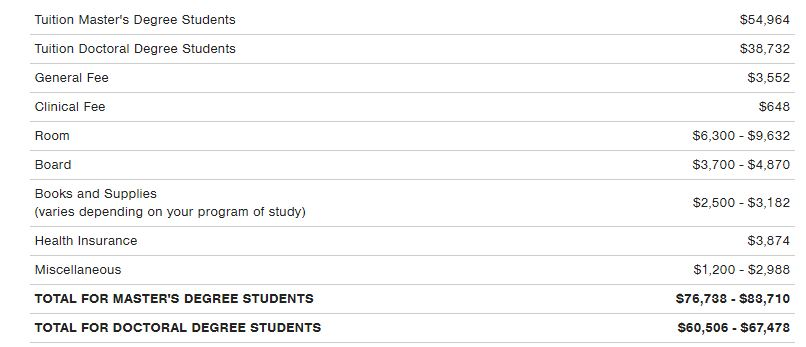 Tuition Master's Degree Students $54,964
Tuition Doctoral Degree Students $38,732
General Fee $3,552
Clinical Fee $648
Room $6,300 - $9,632
Board $3,700 - $4,870
Books and Supplies
(varies depending on your program of study) $2,500 - $3,182
Health Insurance $3,874
Miscellaneous $1,200 - $2,988
TOTAL FOR MASTER'S DEGREE STUDENTS $76,738 - $83,710
TOTAL FOR DOCTORAL DEGREE STUDENTS $60,506 - $67,478